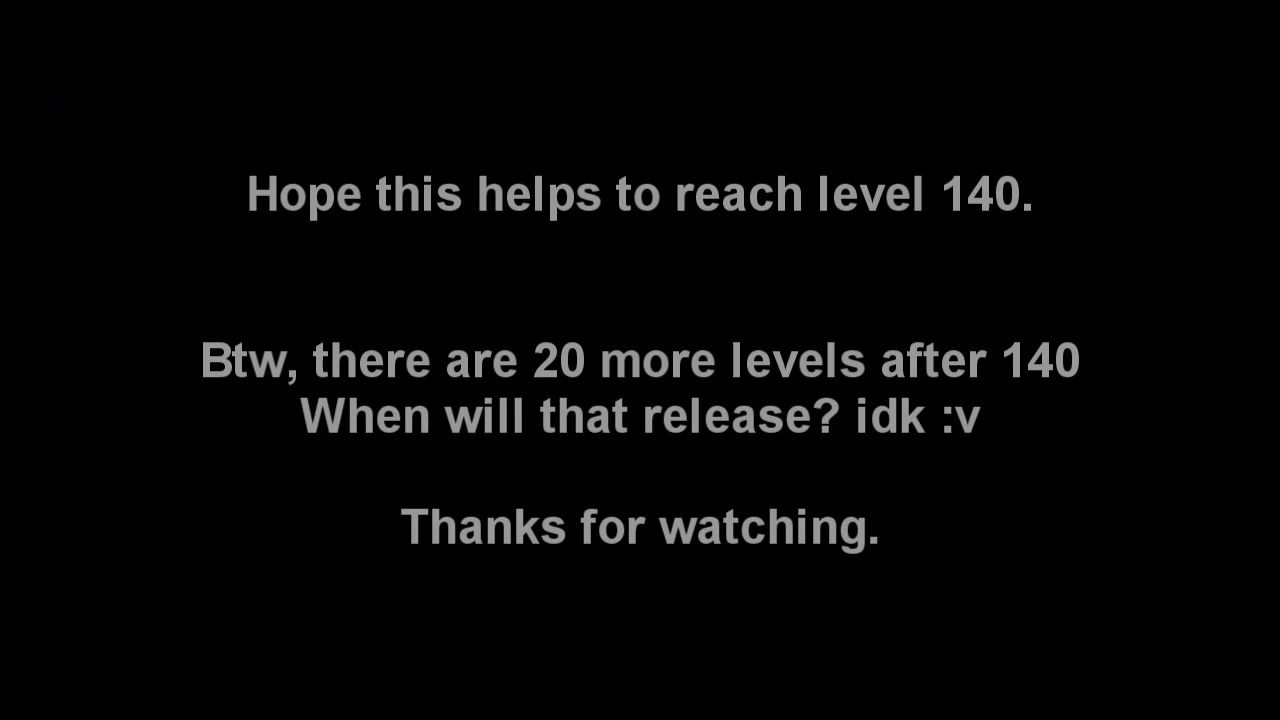 Hope this helps to reach level 140.
Btw, there are 20 more levels after 140
When will that release? idk :v
Thanks for watching.